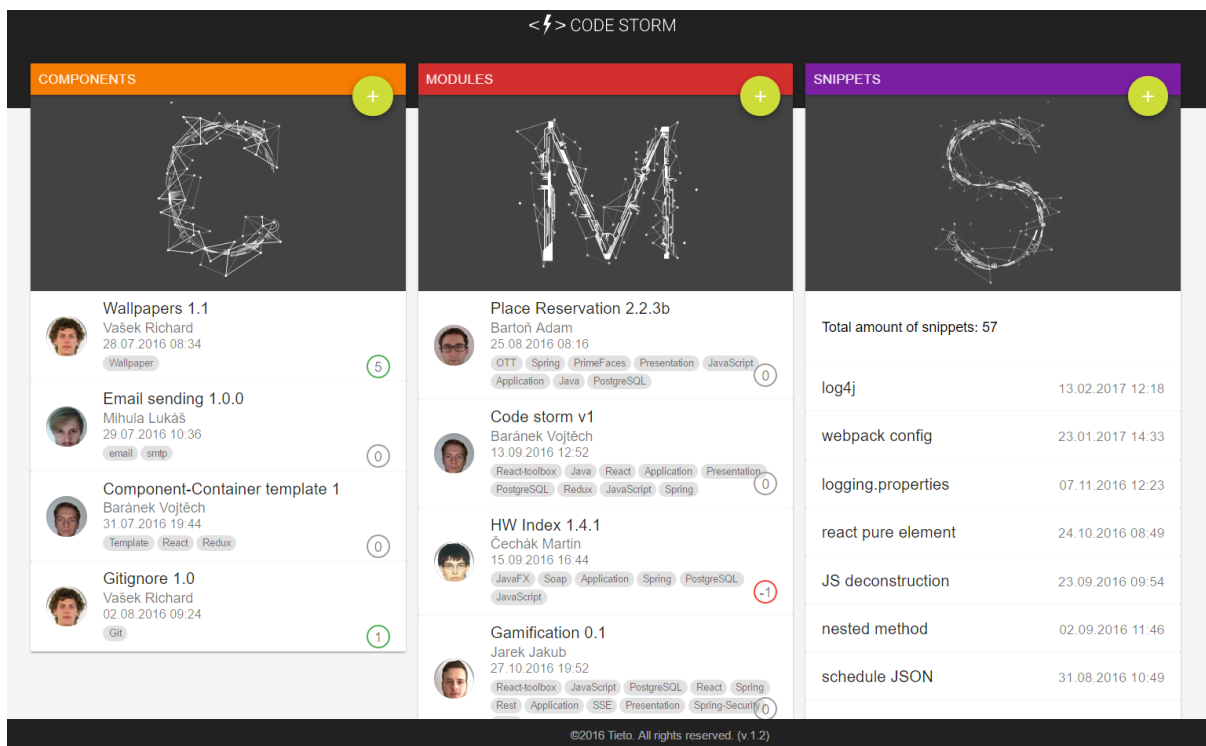 CODE STORM
COMPONENTS
+
Wallpapers 1.1
Vašek Richard
28.07.2016 08:34
Wallpaper
5
Email sending 1.0.0
Mihula Lukáš
29.07.2016 10:36
email smtp
0
Component-Container template 1
Baránek Vojtěch
31.07.2016 19:44
Template React Redux
0
Gitignore 1.0
Vašek Richard
02.08.2016 09:24
Git
1
MODULES
+
M
Place Reservation 2.2.3b
Bartoň Adam
25.08.2016 08:16
OTT Spring PrimeFaces Presentation JavaScript
Application Java PostgreSQL
0
Code storm v1
Baránek Vojtěch
13.09.2016 12:52
React-toolbox Java React Application Presentation
PostgreSQL Redux JavaScript Spring
0
HW Index 1.4.1
Čechák Martin
15.09.2016 16:44
JavaFX Soap Application Spring PostgreSQL
JavaScript
-1
Gamification 0.1
Jarek Jakub
27.10.2016 19:52
React-toolbox JavaScript PostgreSQL React Spring
Rest Application SSE Presentation Spring-Security
0
SNIPPETS
+
S
Total amount of snippets: 57
log4j 13.02.2017 12:18
webpack config 23.01.2017 14:33
logging.properties 07.11.2016 12:23
react pure element 24.10.2016 08:49
JS deconstruction 23.09.2016 09:54
nested method 02.09.2016 11:46
schedule JSON 31.08.2016 10:49
©2016 Tieto. All rights reserved. (v.1.2)